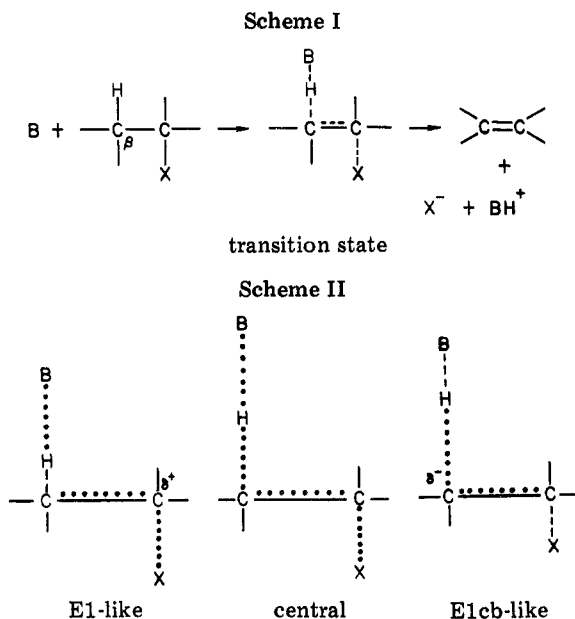 Scheme I
B
H
H
B + C C C C C C
β
X X
+
X⁻ + BH⁺
transition state
Scheme II
B
B B
H
H
H
δ⁺ δ⁻
C C C C C C
X
X X
E1-like central E1cb-like